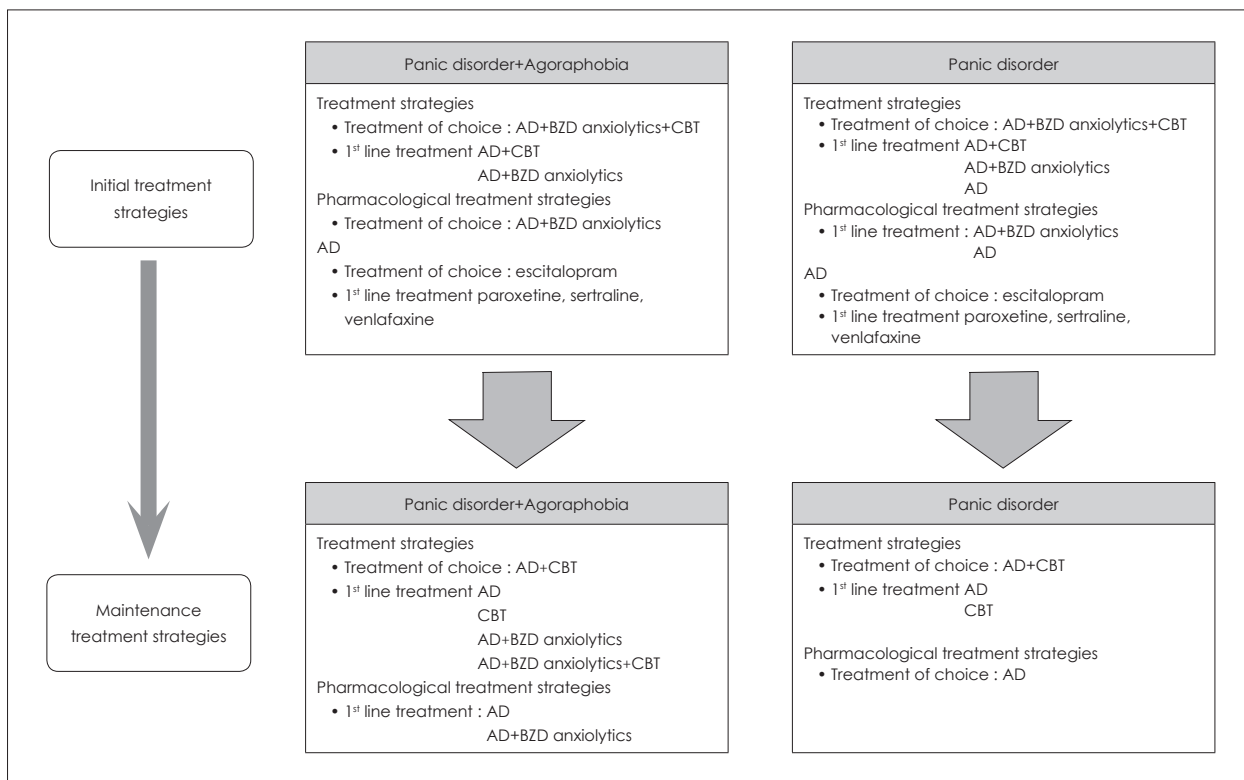 Initial treatment
strategies
Panic disorder+Agoraphobia
Treatment strategies
• Treatment of choice : AD+BZD anxiolytics+CBT
• 1st line treatment AD+CBT
AD+BZD anxiolytics
Pharmacological treatment strategies
• Treatment of choice : AD+BZD anxiolytics
AD
• Treatment of choice : escitalopram
• 1st line treatment paroxetine, sertraline,
venlafaxine
Panic disorder
Treatment strategies
• Treatment of choice : AD+BZD anxiolytics+CBT
• 1st line treatment AD+CBT
AD+BZD anxiolytics
AD
Pharmacological treatment strategies
• 1st line treatment : AD+BZD anxiolytics
AD
AD
• Treatment of choice : escitalopram
• 1st line treatment paroxetine, sertraline,
venlafaxine
Maintenance
treatment strategies
Panic disorder+Agoraphobia
Treatment strategies
• Treatment of choice : AD+CBT
• 1st line treatment AD
CBT
AD+BZD anxiolytics
AD+BZD anxiolytics+CBT
Pharmacological treatment strategies
• 1st line treatment : AD
AD+BZD anxiolytics
Panic disorder
Treatment strategies
• Treatment of choice : AD+CBT
• 1st line treatment AD
CBT
Pharmacological treatment strategies
• Treatment of choice : AD